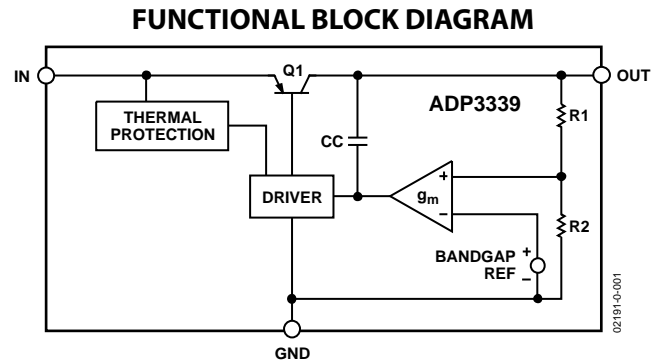 FUNCTIONAL BLOCK DIAGRAM
IN
Q1
OUT
THERMAL
PROTECTION
ADP3339
R1
CC
DRIVER
gm
+
−
R2
BANDGAP
REF
+
−
GND
02191-0-001